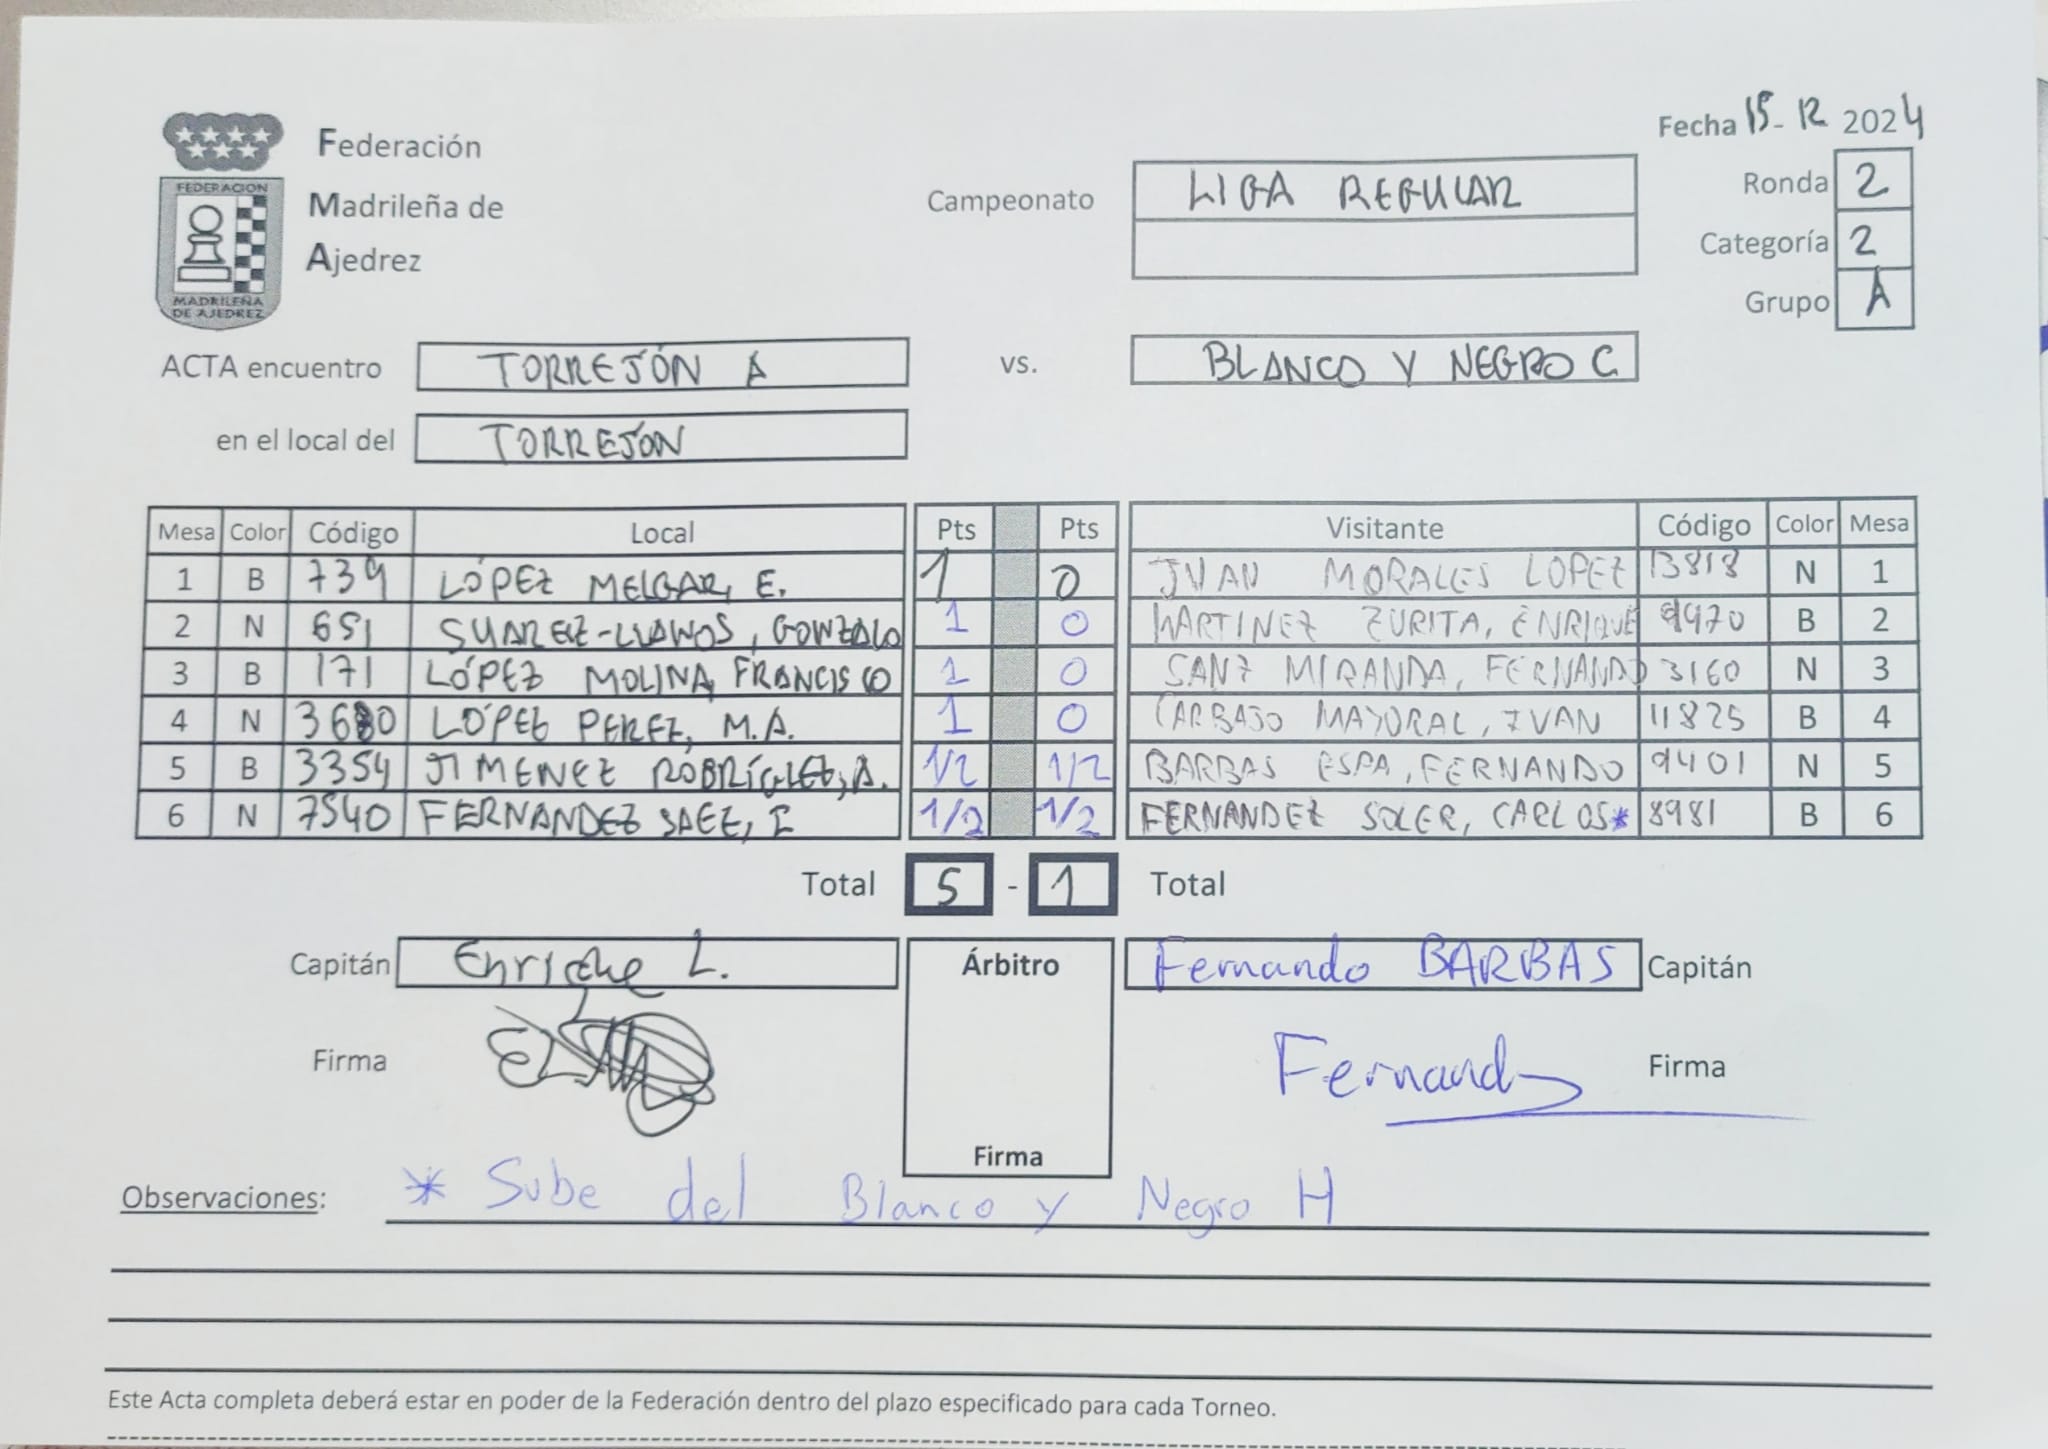 Fecha 15-12 2024
Federación
Madrileña de
Ajedrez
FEDERACION
MADRILEÑA
DE AJEDREZ
Campeonato LIGA REGULAR
Ronda 2
Categoría 2
Grupo A
ACTA encuentro TORREJÓN A vs. BLANCO Y NEGRO C
en el local del TORREJÓN
Mesa Color Código Local Pts Pts Visitante Código Color Mesa
1 B 739 LÓPEZ MELGAR, E. 1 0 JUAN MORALES LOPEZ 13818 N 1
2 N 651 SUAREZ-LLANOS, GONZALO 1 0 MARTINEZ ZURITA, ENRIQUE 9970 B 2
3 B 171 LÓPEZ MOLINA, FRANCISCO 1 0 SANZ MIRANDA, FERNANDO 3160 N 3
4 N 3680 LÓPEZ PEREZ, M.A. 1 0 CARBAJO MAYORAL, IVAN 11825 B 4
5 B 3354 JIMENEZ RODRÍGUEZ, A. 1/2 1/2 BARBAS ESPA, FERNANDO 9401 N 5
6 N 7540 FERNANDEZ SAEZ, I 1/2 1/2 FERNANDEZ SOLER, CARLOS* 8981 B 6
Total 5 - 1 Total
Capitán Enrique L. Árbitro Fernando BARBAS Capitán
Firma Fernando Firma
Firma
Observaciones: * Sube del Blanco y Negro H
Este Acta completa deberá estar en poder de la Federación dentro del plazo especificado para cada Torneo.